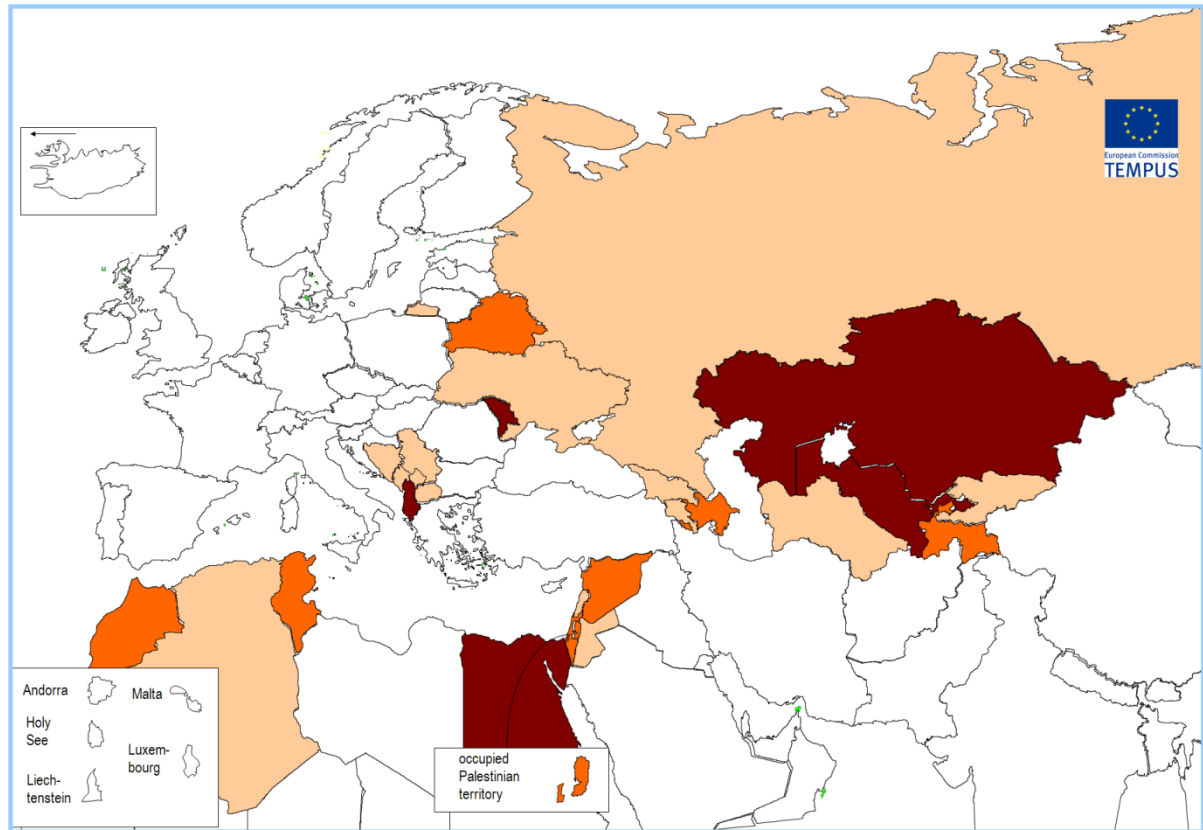 European Commission
TEMPUS
Andorra
Malta
Holy
See
Luxem-
bourg
Liech-
tenstein
occupied
Palestinian
territory